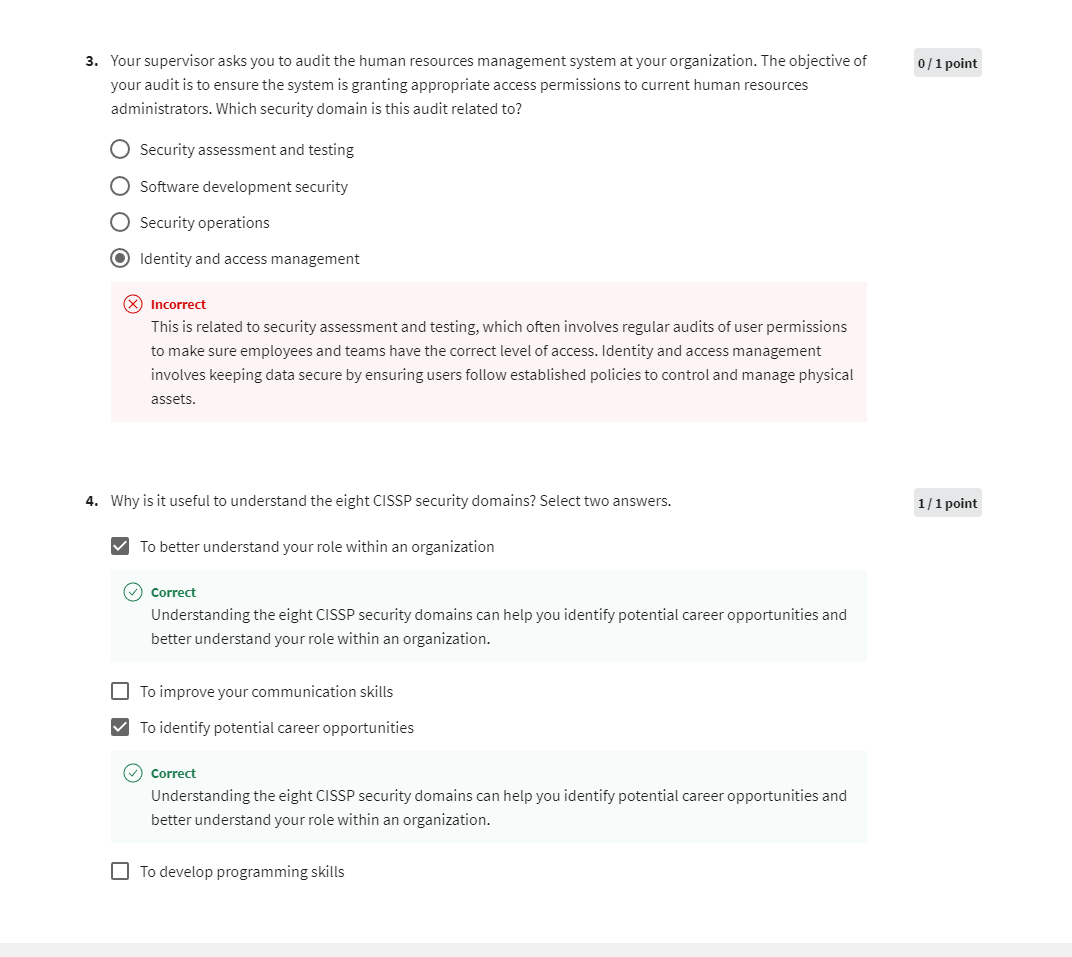 3. Your supervisor asks you to audit the human resources management system at your organization. The objective of
your audit is to ensure the system is granting appropriate access permissions to current human resources
administrators. Which security domain is this audit related to?
0 / 1 point
Security assessment and testing
Software development security
Security operations
Identity and access management
Incorrect
This is related to security assessment and testing, which often involves regular audits of user permissions
to make sure employees and teams have the correct level of access. Identity and access management
involves keeping data secure by ensuring users follow established policies to control and manage physical
assets.
4. Why is it useful to understand the eight CISSP security domains? Select two answers.
1 / 1 point
To better understand your role within an organization
Correct
Understanding the eight CISSP security domains can help you identify potential career opportunities and
better understand your role within an organization.
To improve your communication skills
To identify potential career opportunities
Correct
Understanding the eight CISSP security domains can help you identify potential career opportunities and
better understand your role within an organization.
To develop programming skills